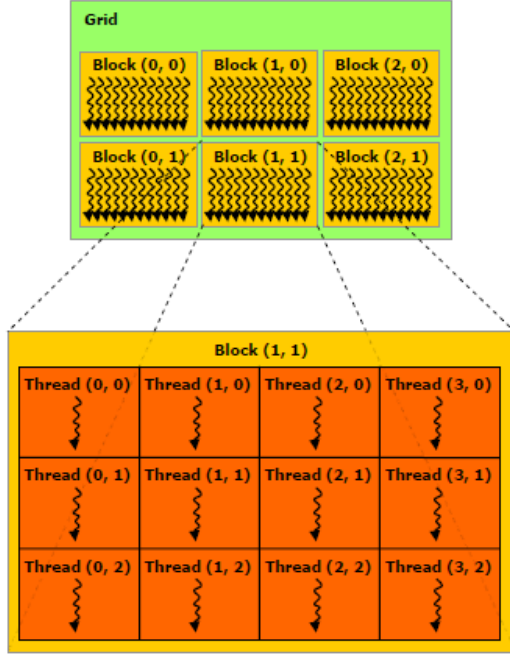 Grid
Block (0, 0) Block (1, 0) Block (2, 0)
Block (0, 1) Block (1, 1) Block (2, 1)
Block (1, 1)
Thread (0, 0) Thread (1, 0) Thread (2, 0) Thread (3, 0)
Thread (0, 1) Thread (1, 1) Thread (2, 1) Thread (3, 1)
Thread (0, 2) Thread (1, 2) Thread (2, 2) Thread (3, 2)